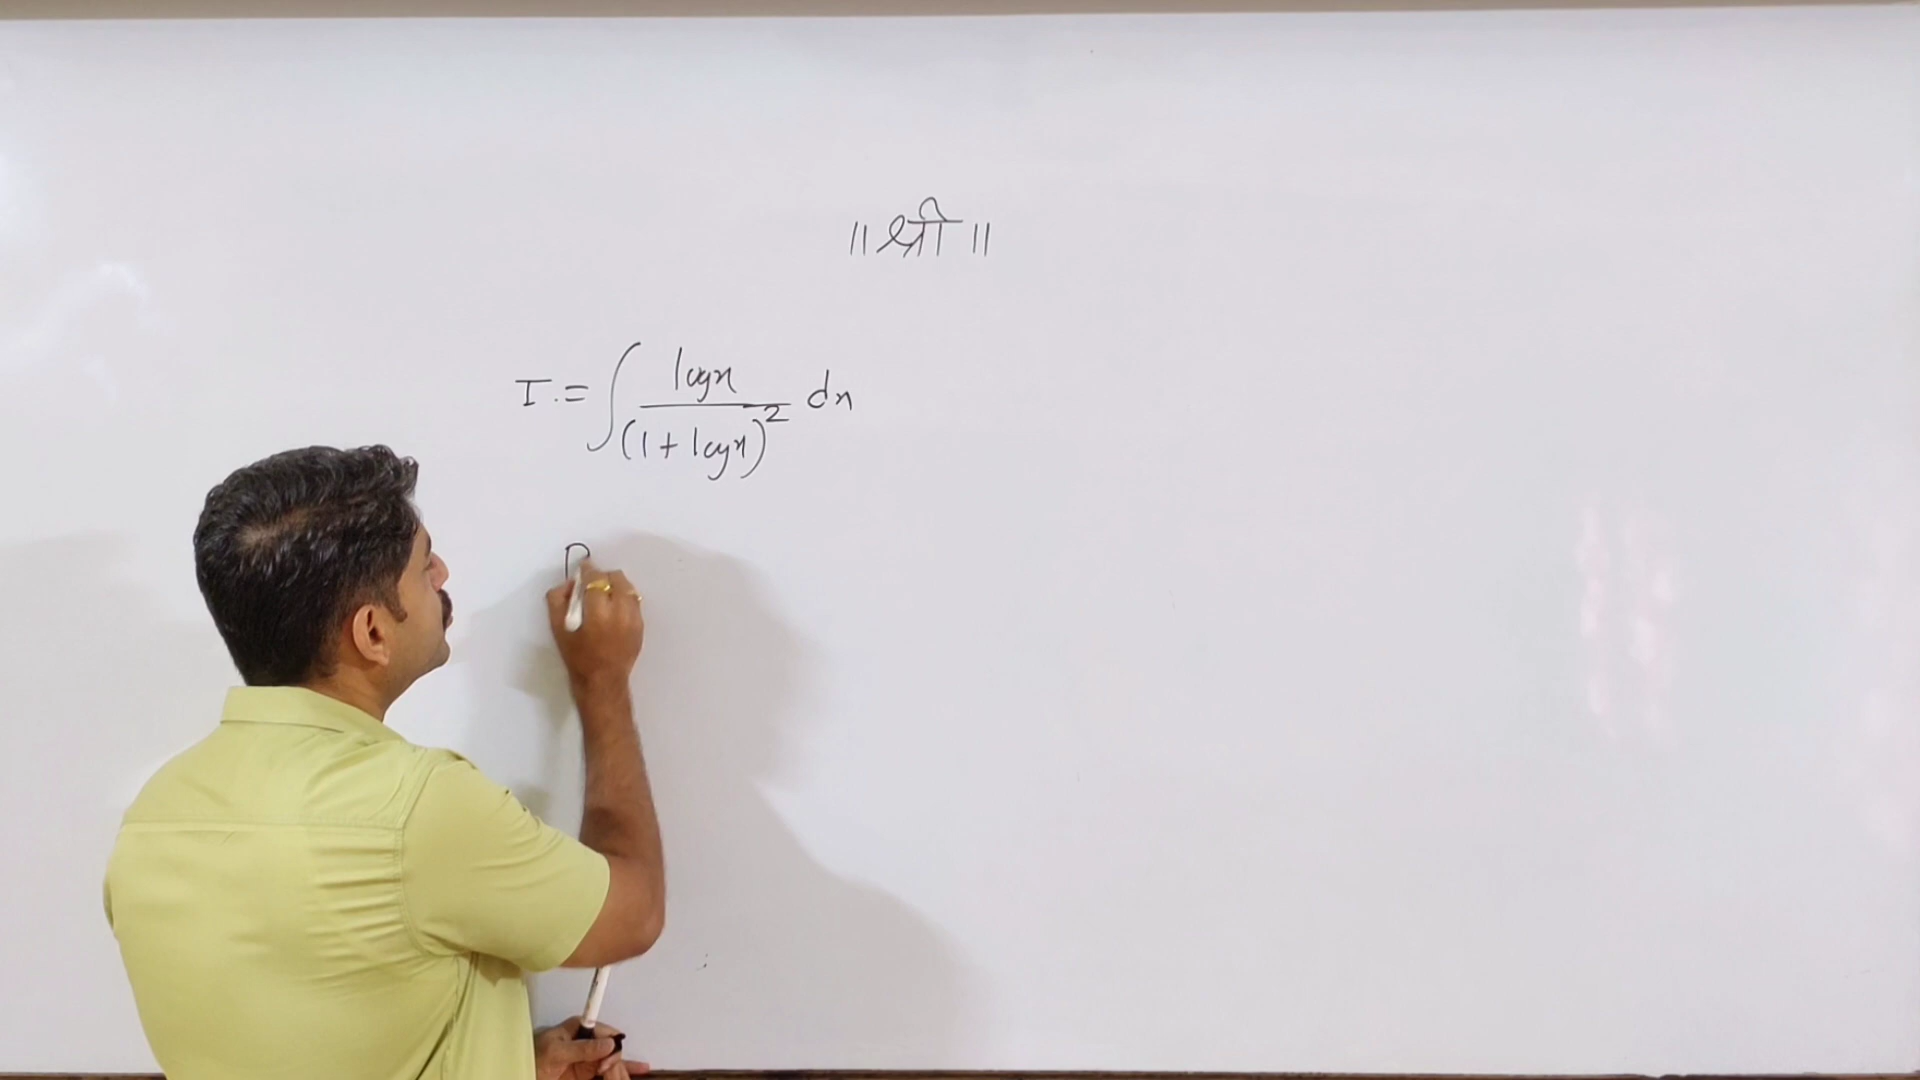 ॥ श्री ॥
I = ∫ logx / (1 + logx)² dx
P